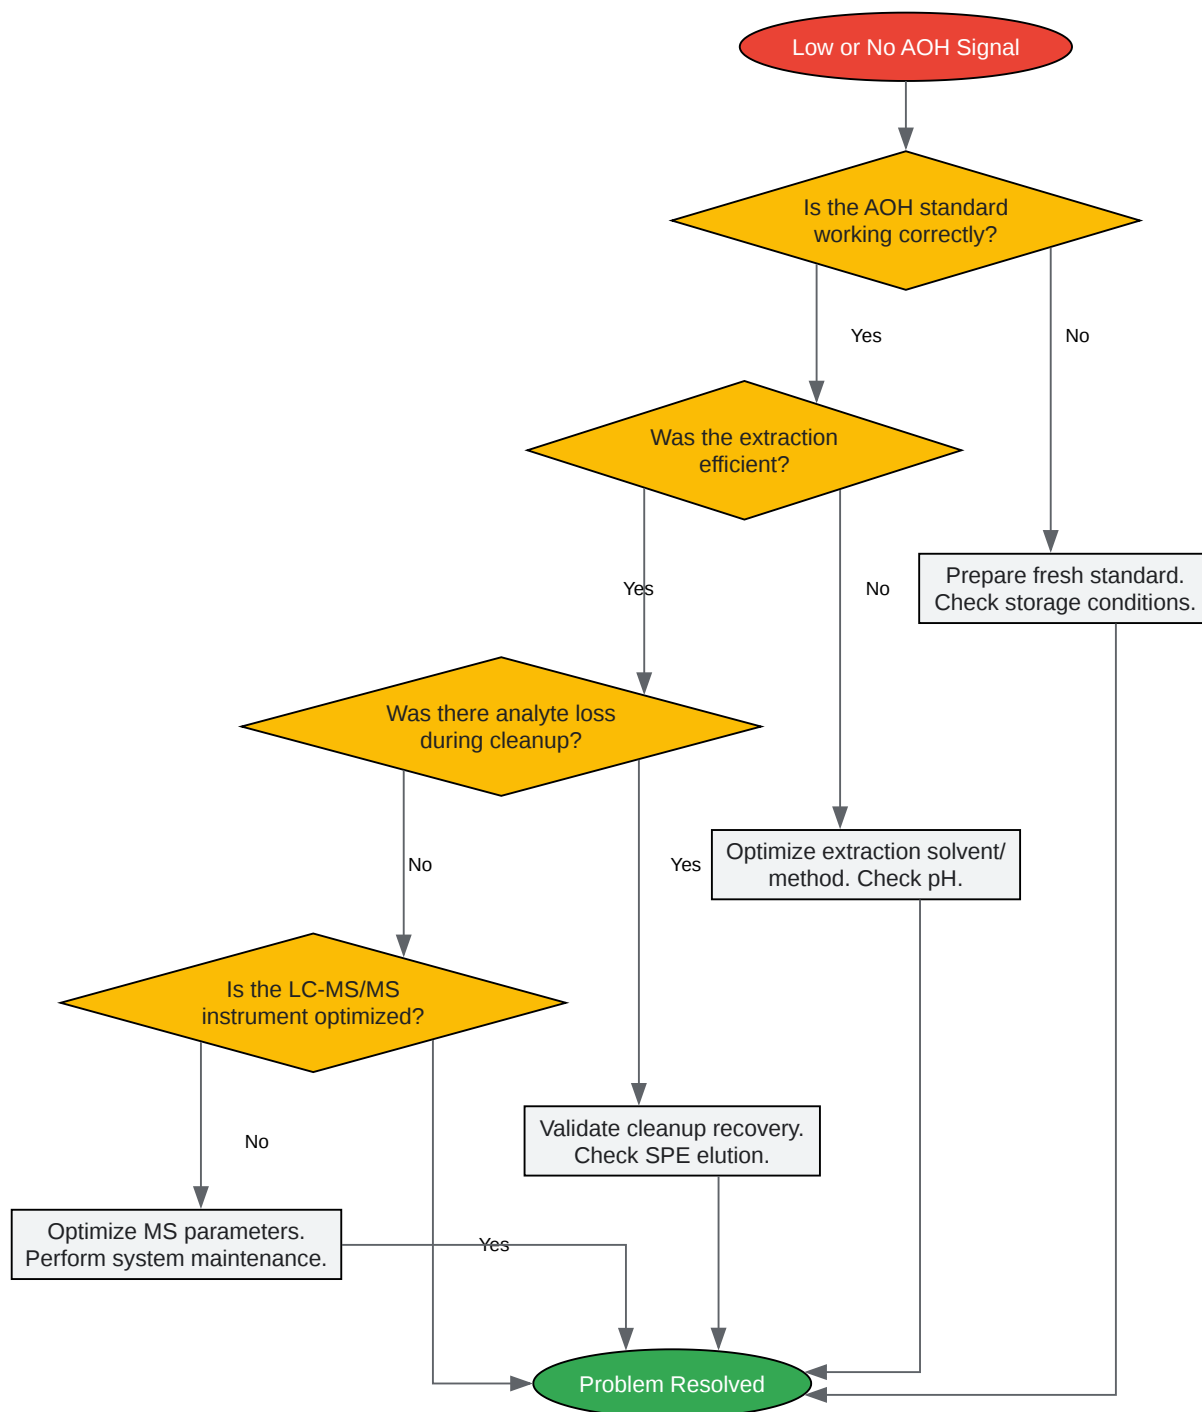 Low or No AOH Signal
Is the AOH standard
working correctly?
Yes
No
Was the extraction
efficient?
Prepare fresh standard.
Check storage conditions.
Yes
No
Was there analyte loss
during cleanup?
Optimize extraction solvent/
method. Check pH.
No
Yes
Is the LC-MS/MS
instrument optimized?
Validate cleanup recovery.
Check SPE elution.
No
Optimize MS parameters.
Perform system maintenance.
Yes
Problem Resolved